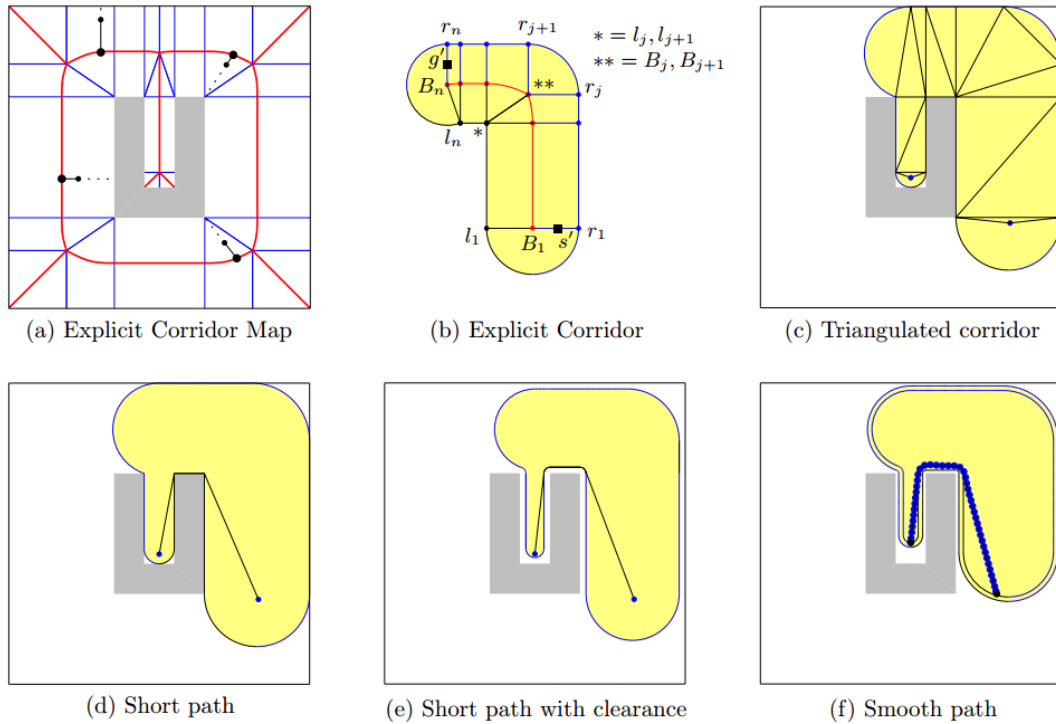 (a) Explicit Corridor Map
r_n
r_{j+1}
* = l_j, l_{j+1}
** = B_j, B_{j+1}
g′
B_n
**
r_j
l_n
*
l_1
B_1
s′
r_1
(b) Explicit Corridor
(c) Triangulated corridor
(d) Short path
(e) Short path with clearance
(f) Smooth path